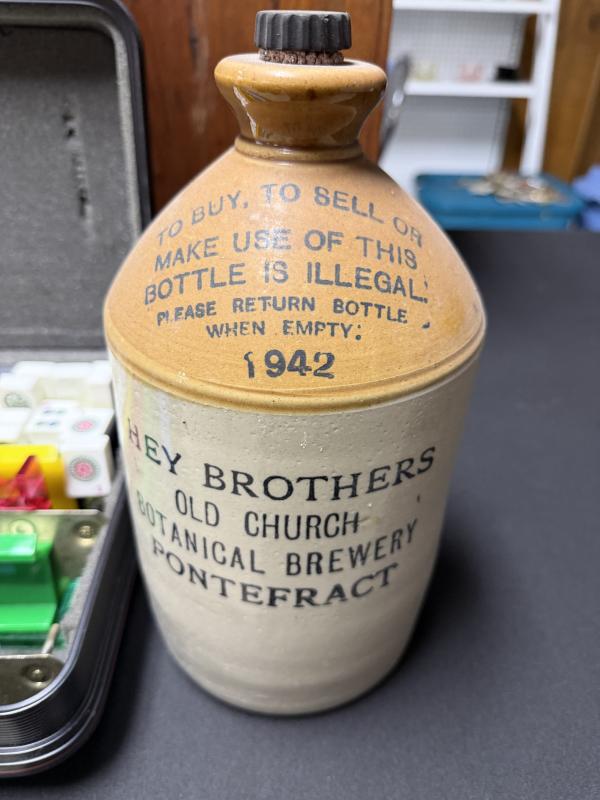 TO BUY, TO SELL OR
MAKE USE OF THIS
BOTTLE IS ILLEGAL.
PLEASE RETURN BOTTLE
WHEN EMPTY:
1942
HEY BROTHERS
OLD CHURCH
BOTANICAL BREWERY
PONTEFRACT